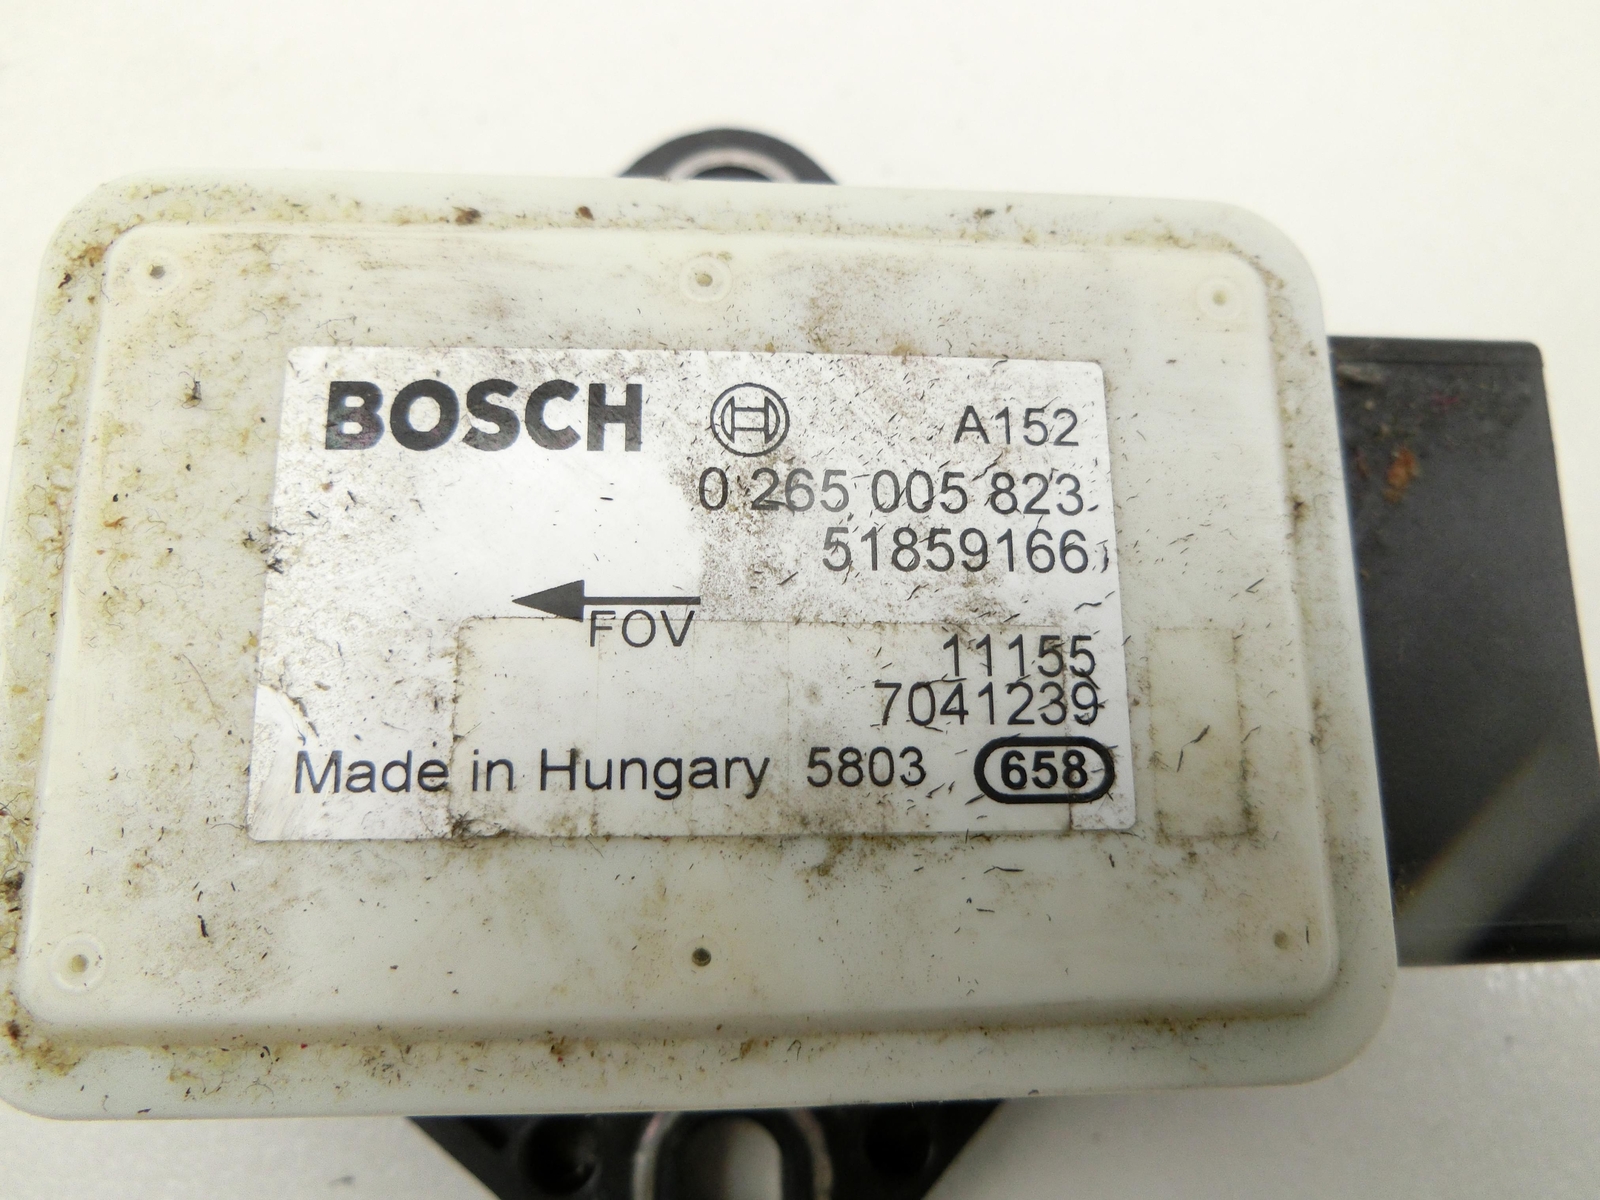 BOSCH A152
0 265 005 823
51859166
FOV
11155
7041239
Made in Hungary 5803 658